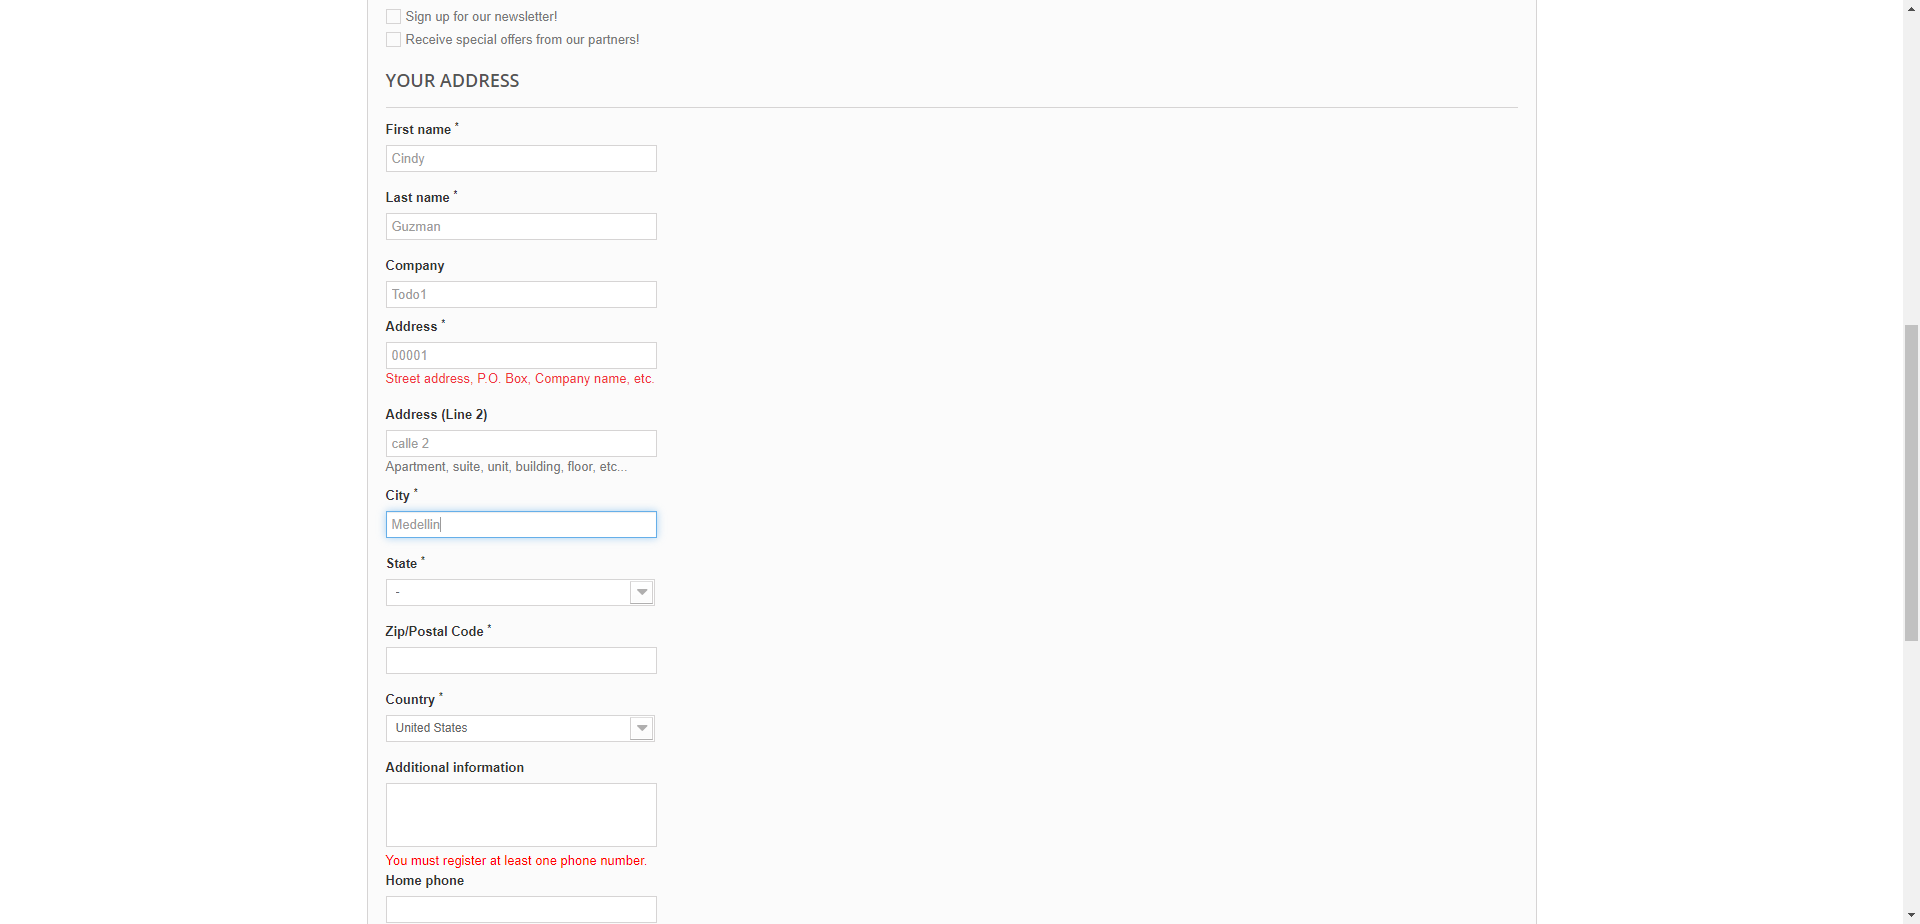 Sign up for our newsletter!
Receive special offers from our partners!
YOUR ADDRESS
First name *
Cindy
Last name *
Guzman
Company
Todo1
Address *
00001
Street address, P.O. Box, Company name, etc.
Address (Line 2)
calle 2
Apartment, suite, unit, building, floor, etc...
City *
Medellin
State *
-
Zip/Postal Code *
Country *
United States
Additional information
You must register at least one phone number.
Home phone